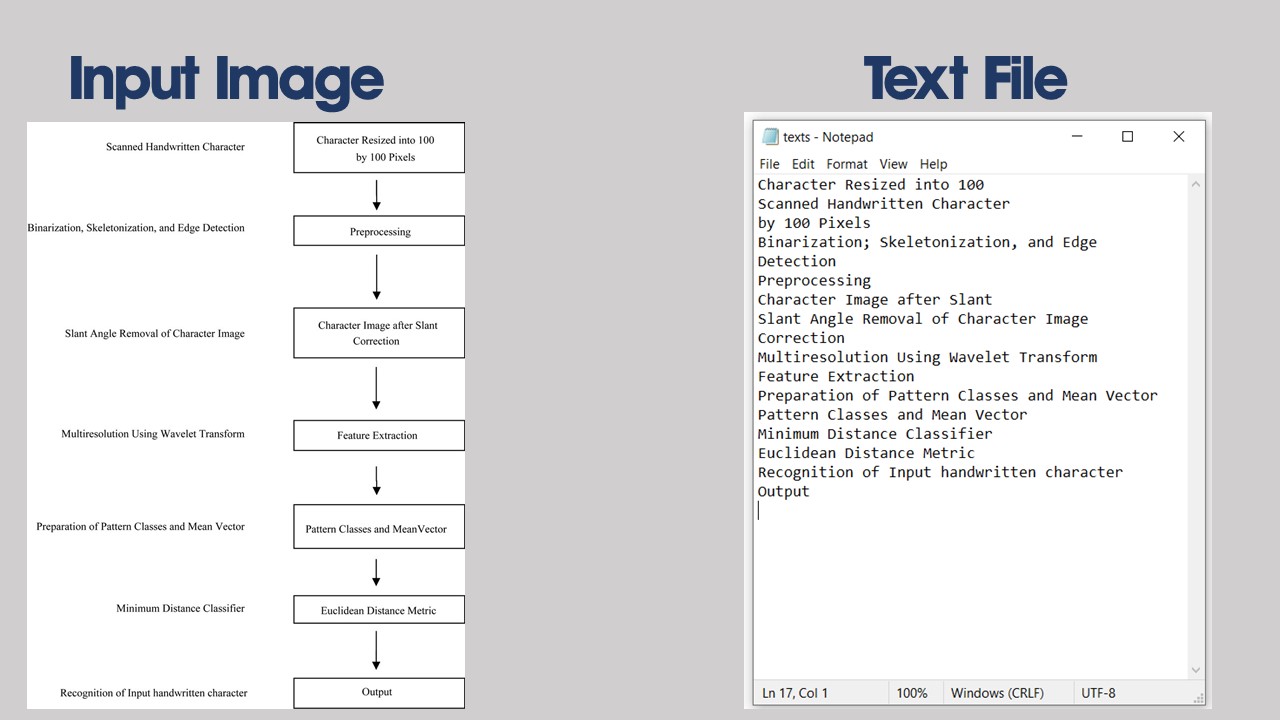 Input Image
Scanned Handwritten Character
Character Resized into 100
by 100 Pixels
Binarization, Skeletonization, and Edge Detection
Preprocessing
Slant Angle Removal of Character Image
Character Image after Slant
Correction
Multiresolution Using Wavelet Transform
Feature Extraction
Preparation of Pattern Classes and Mean Vector
Pattern Classes and MeanVector
Minimum Distance Classifier
Euclidean Distance Metric
Recognition of Input handwritten character
Output
Text File
texts - Notepad
File Edit Format View Help
Character Resized into 100
Scanned Handwritten Character
by 100 Pixels
Binarization; Skeletonization, and Edge
Detection
Preprocessing
Character Image after Slant
Slant Angle Removal of Character Image
Correction
Multiresolution Using Wavelet Transform
Feature Extraction
Preparation of Pattern Classes and Mean Vector
Pattern Classes and Mean Vector
Minimum Distance Classifier
Euclidean Distance Metric
Recognition of Input handwritten character
Output
Ln 17, Col 1 100% Windows (CRLF) UTF-8